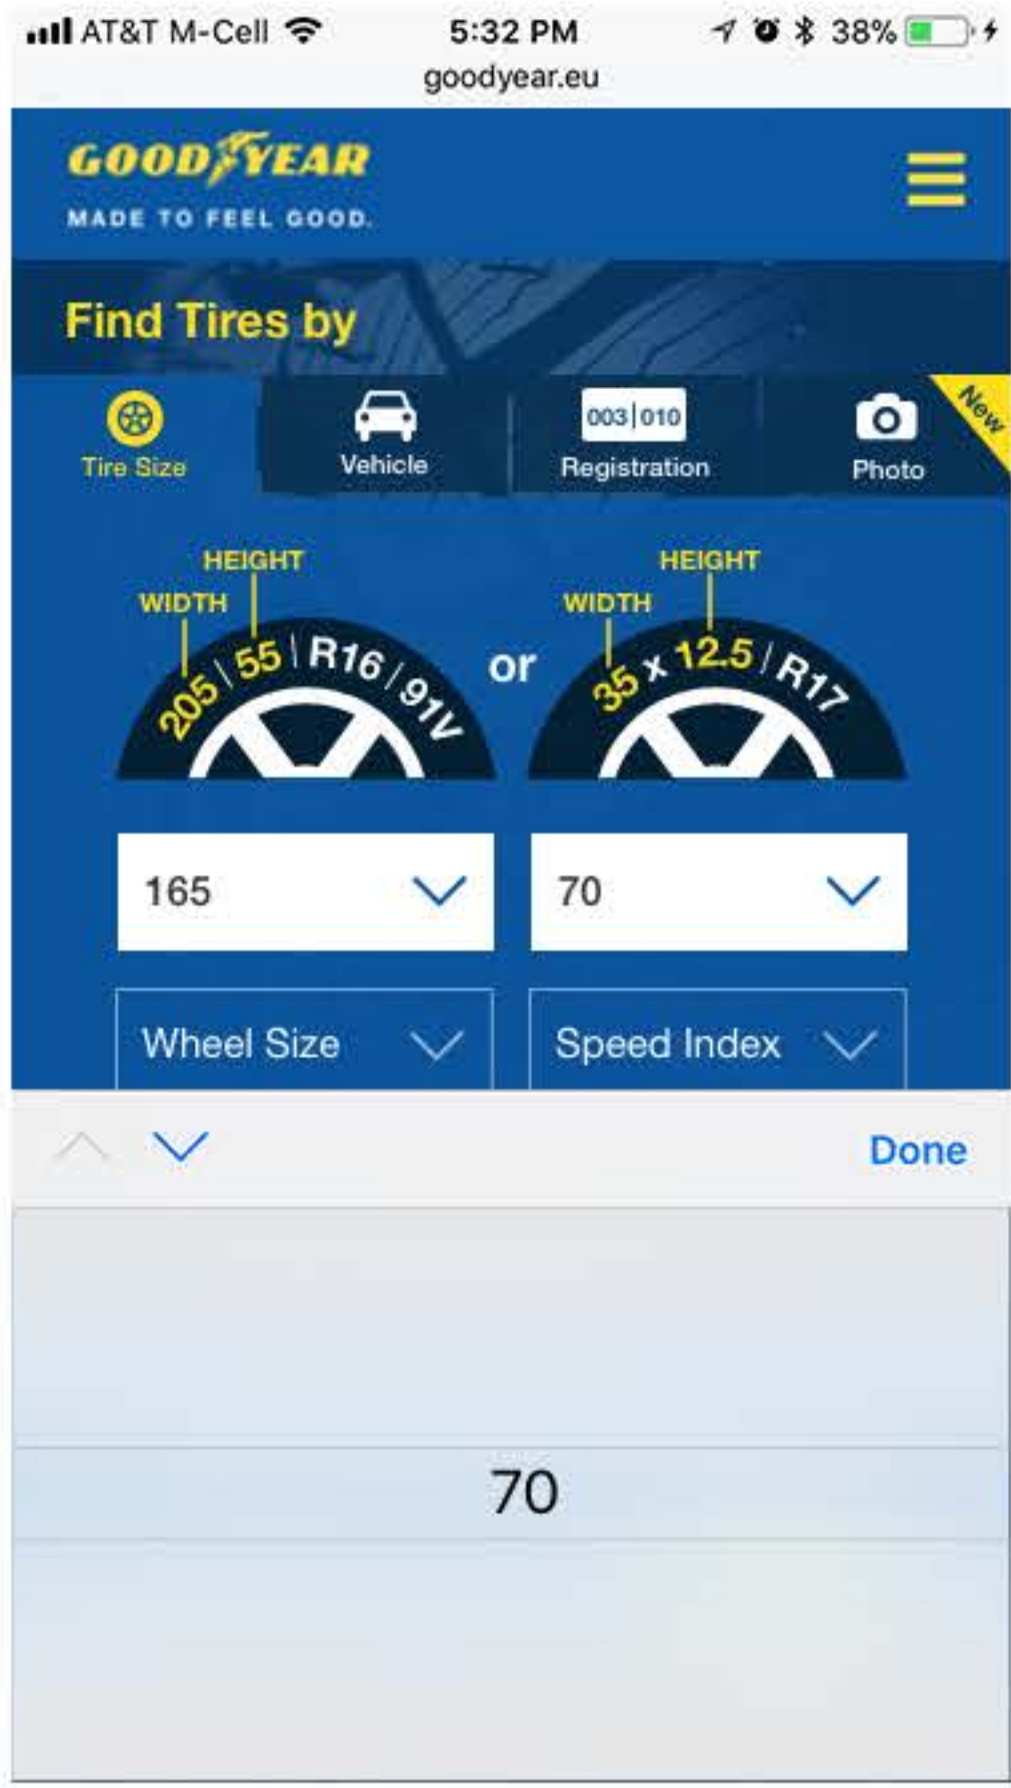 AT&T M-Cell 5:32 PM 38%
goodyear.eu
GOODYEAR
MADE TO FEEL GOOD.
Find Tires by
Tire Size
Vehicle
003|010
Registration
Photo
New
HEIGHT
WIDTH
205 | 55 | R16 / 91V
or
HEIGHT
WIDTH
35 x 12.5 / R17
165
70
Wheel Size
Speed Index
Done
70